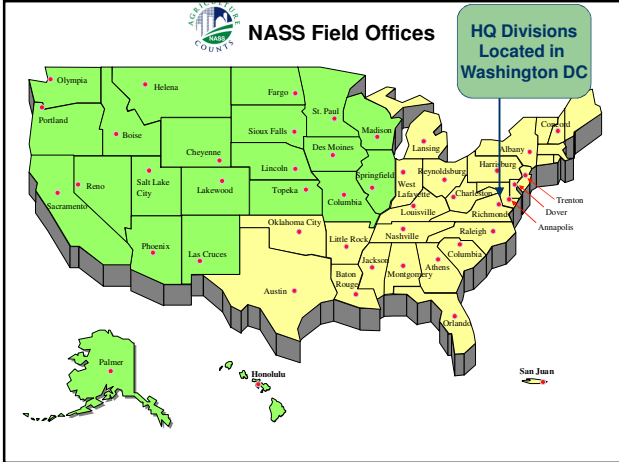 AGRICULTURE
NASS
COUNTS
NASS Field Offices
HQ Divisions
Located in
Washington DC
Olympia
Helena
Fargo
St. Paul
Concord
Portland
Boise
Sioux Falls
Madison
Lansing
Albany
Cheyenne
Des Moines
Harrisburg
Reno
Salt Lake
City
Lakewood
Lincoln
Topeka
Springfield
West
Lafayette
Reynoldsburg
Charleston
Trenton
Sacramento
Columbia
Louisville
Richmond
Dover
Annapolis
Oklahoma City
Nashville
Raleigh
Phoenix
Las Cruces
Little Rock
Columbia
Jackson
Montgomery
Athens
Austin
Baton
Rouge
Orlando
Palmer
Honolulu
San Juan